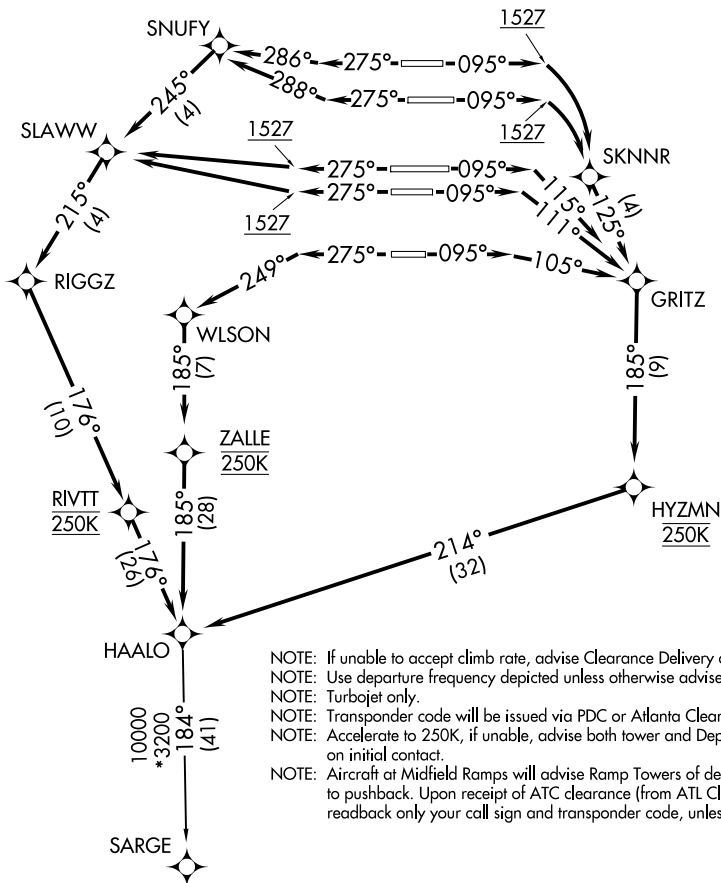 SNUFY
1527
286°
275°
095°
288°
275°
095°
245°
(4)
1527
SLAWW
1527
SKNNR
275°
095°
275°
095°
115°
111°
125°
(4)
1527
215°
(4)
RIGGZ
249°
275°
095°
105°
GRITZ
WLSON
185°
(7)
185°
(9)
176°
(10)
ZALLE
250K
RIVTT
250K
185°
(28)
HYZMN
250K
176°
(26)
214°
(32)
HAALO
NOTE: If unable to accept climb rate, advise Clearance Delivery
NOTE: Use departure frequency depicted unless otherwise advise
NOTE: Turbojet only.
NOTE: Transponder code will be issued via PDC or Atlanta Clear
NOTE: Accelerate to 250K, if unable, advise both tower and Dep
on initial contact.
NOTE: Aircraft at Midfield Ramps will advise Ramp Towers of de
to pushback. Upon receipt of ATC clearance (from ATL Cl
readback only your call sign and transponder code, unles
10000
*3200
184°
(41)
SARGE